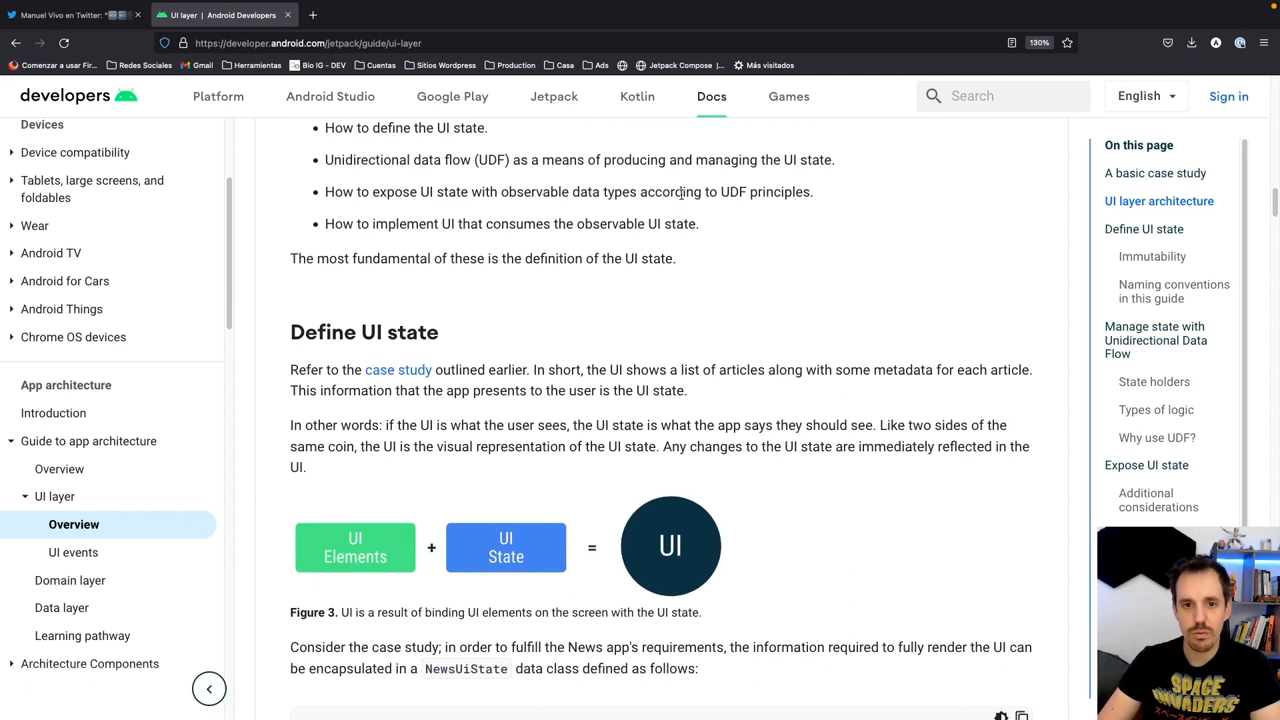 Manuel Vivo en Twitter: "
UI layer | Android Developers
https://developer.android.com/jetpack/guide/ui-layer
130%
Comenzar a usar Fir...
Redes Sociales
Gmail
Herramientas
Bio IG - DEV
Cuentas
Sitios Wordpress
Production
Casa
Ads
Jetpack Compose |...
Más visitados
developers
Platform
Android Studio
Google Play
Jetpack
Kotlin
Docs
Games
Search
English
Sign in
Devices
Device compatibility
Tablets, large screens, and
foldables
Wear
Android TV
Android for Cars
Android Things
Chrome OS devices
App architecture
Introduction
Guide to app architecture
Overview
UI layer
Overview
UI events
Domain layer
Data layer
Learning pathway
Architecture Components
• How to define the UI state.
• Unidirectional data flow (UDF) as a means of producing and managing the UI state.
• How to expose UI state with observable data types according to UDF principles.
• How to implement UI that consumes the observable UI state.
The most fundamental of these is the definition of the UI state.
Define UI state
Refer to the case study outlined earlier. In short, the UI shows a list of articles along with some metadata for each article.
This information that the app presents to the user is the UI state.
In other words: if the UI is what the user sees, the UI state is what the app says they should see. Like two sides of the
same coin, the UI is the visual representation of the UI state. Any changes to the UI state are immediately reflected in the
UI.
UI
Elements
+
UI
State
=
UI
Figure 3. UI is a result of binding UI elements on the screen with the UI state.
Consider the case study; in order to fulfill the News app's requirements, the information required to fully render the UI can
be encapsulated in a NewsUiState data class defined as follows:
On this page
A basic case study
UI layer architecture
Define UI state
Immutability
Naming conventions
in this guide
Manage state with
Unidirectional Data
Flow
State holders
Types of logic
Why use UDF?
Expose UI state
Additional
considerations
SPACE
INVADERS